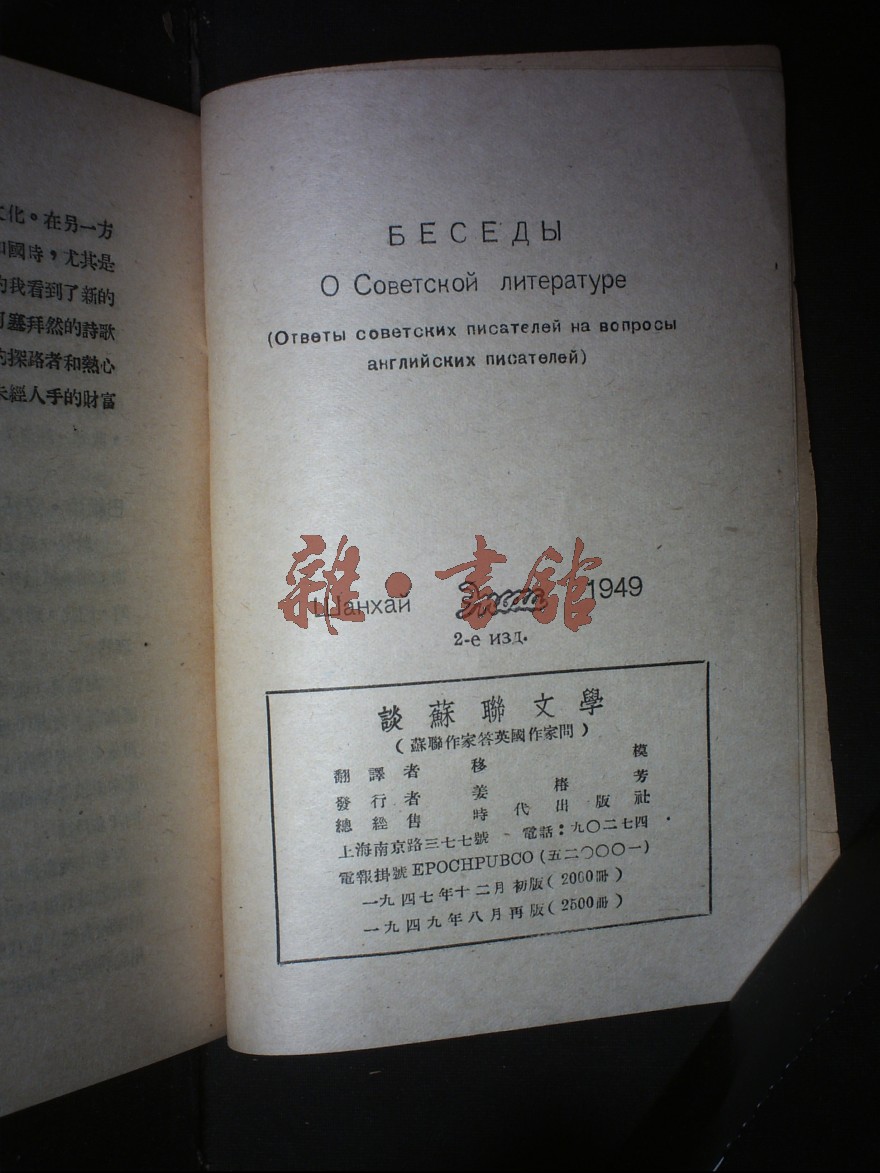 文化。在另一方
和國時，尤其是
的我看到了新的
可塞拜然的詩歌
的探路者和熱心
未經人手的財富
БЕСЕДЫ
О Советской литературе
(Ответы советских писателей на вопросы
английских писателей)
Шанхай Эпоха 1949
雜·書館
2-е изд.
談蘇聯文學
(蘇聯作家答英國作家問)
翻譯者 移模
發行者 姜椿芳
總經售 時代出版社
上海南京路三七七號 電話：九〇二七四
電報掛號 EPOCHPUBCO (五二〇〇〇一)
一九四七年十二月初版(2000冊)
一九四九年八月再版(2500冊)